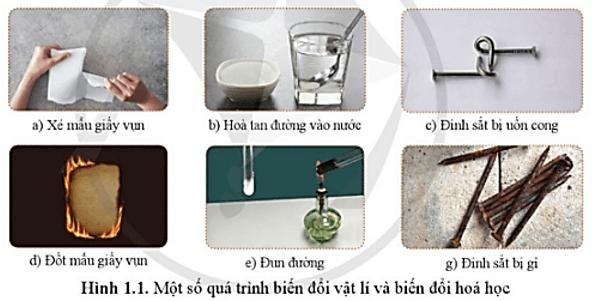 a) Xé mẩu giấy vụn
b) Hoà tan đường vào nước
c) Đinh sắt bị uốn cong
d) Đốt mẩu giấy vụn
e) Đun đường
g) Đinh sắt bị gỉ
Hình 1.1. Một số quá trình biến đổi vật lí và biến đổi hoá học